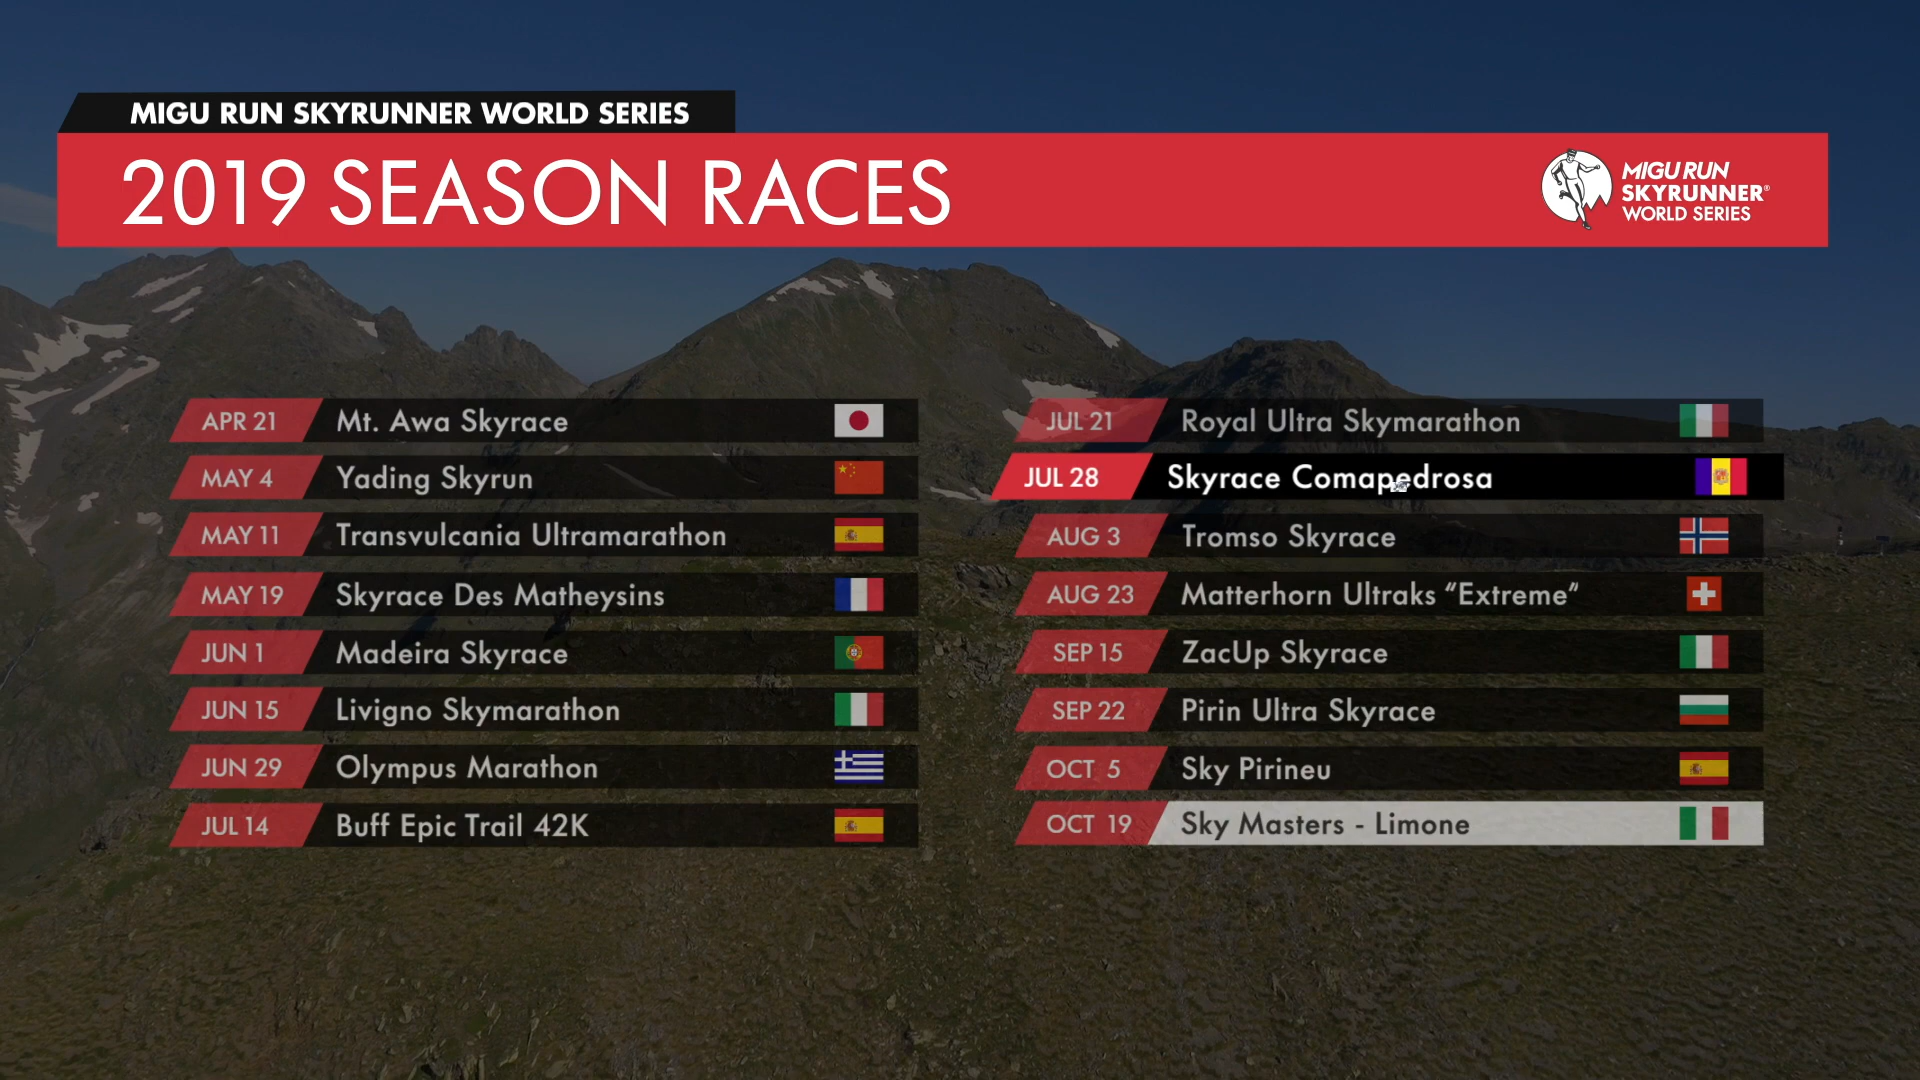 MIGU RUN SKYRUNNER WORLD SERIES
2019 SEASON RACES
MIGU RUN
SKYRUNNER®
WORLD SERIES
APR 21 Mt. Awa Skyrace
MAY 4 Yading Skyrun
MAY 11 Transvulcania Ultramarathon
MAY 19 Skyrace Des Matheysins
JUN 1 Madeira Skyrace
JUN 15 Livigno Skymarathon
JUN 29 Olympus Marathon
JUL 14 Buff Epic Trail 42K
JUL 21 Royal Ultra Skymarathon
JUL 28 Skyrace Comapedrosa
AUG 3 Tromso Skyrace
AUG 23 Matterhorn Ultraks “Extreme”
SEP 15 ZacUp Skyrace
SEP 22 Pirin Ultra Skyrace
OCT 5 Sky Pirineu
OCT 19 Sky Masters - Limone